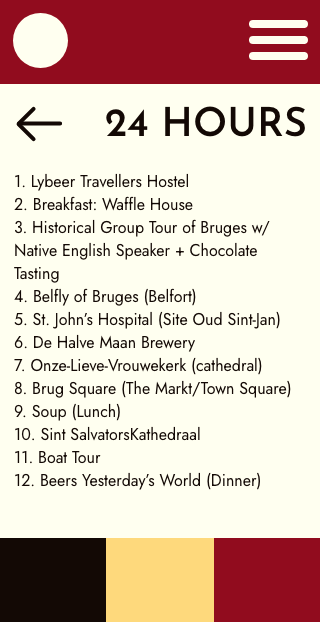 24 HOURS
1. Lybeer Travellers Hostel
2. Breakfast: Waffle House
3. Historical Group Tour of Bruges w/
Native English Speaker + Chocolate
Tasting
4. Belfly of Bruges (Belfort)
5. St. John's Hospital (Site Oud Sint-Jan)
6. De Halve Maan Brewery
7. Onze-Lieve-Vrouwekerk (cathedral)
8. Brug Square (The Markt/Town Square)
9. Soup (Lunch)
10. Sint SalvatorsKathedraal
11. Boat Tour
12. Beers Yesterday's World (Dinner)